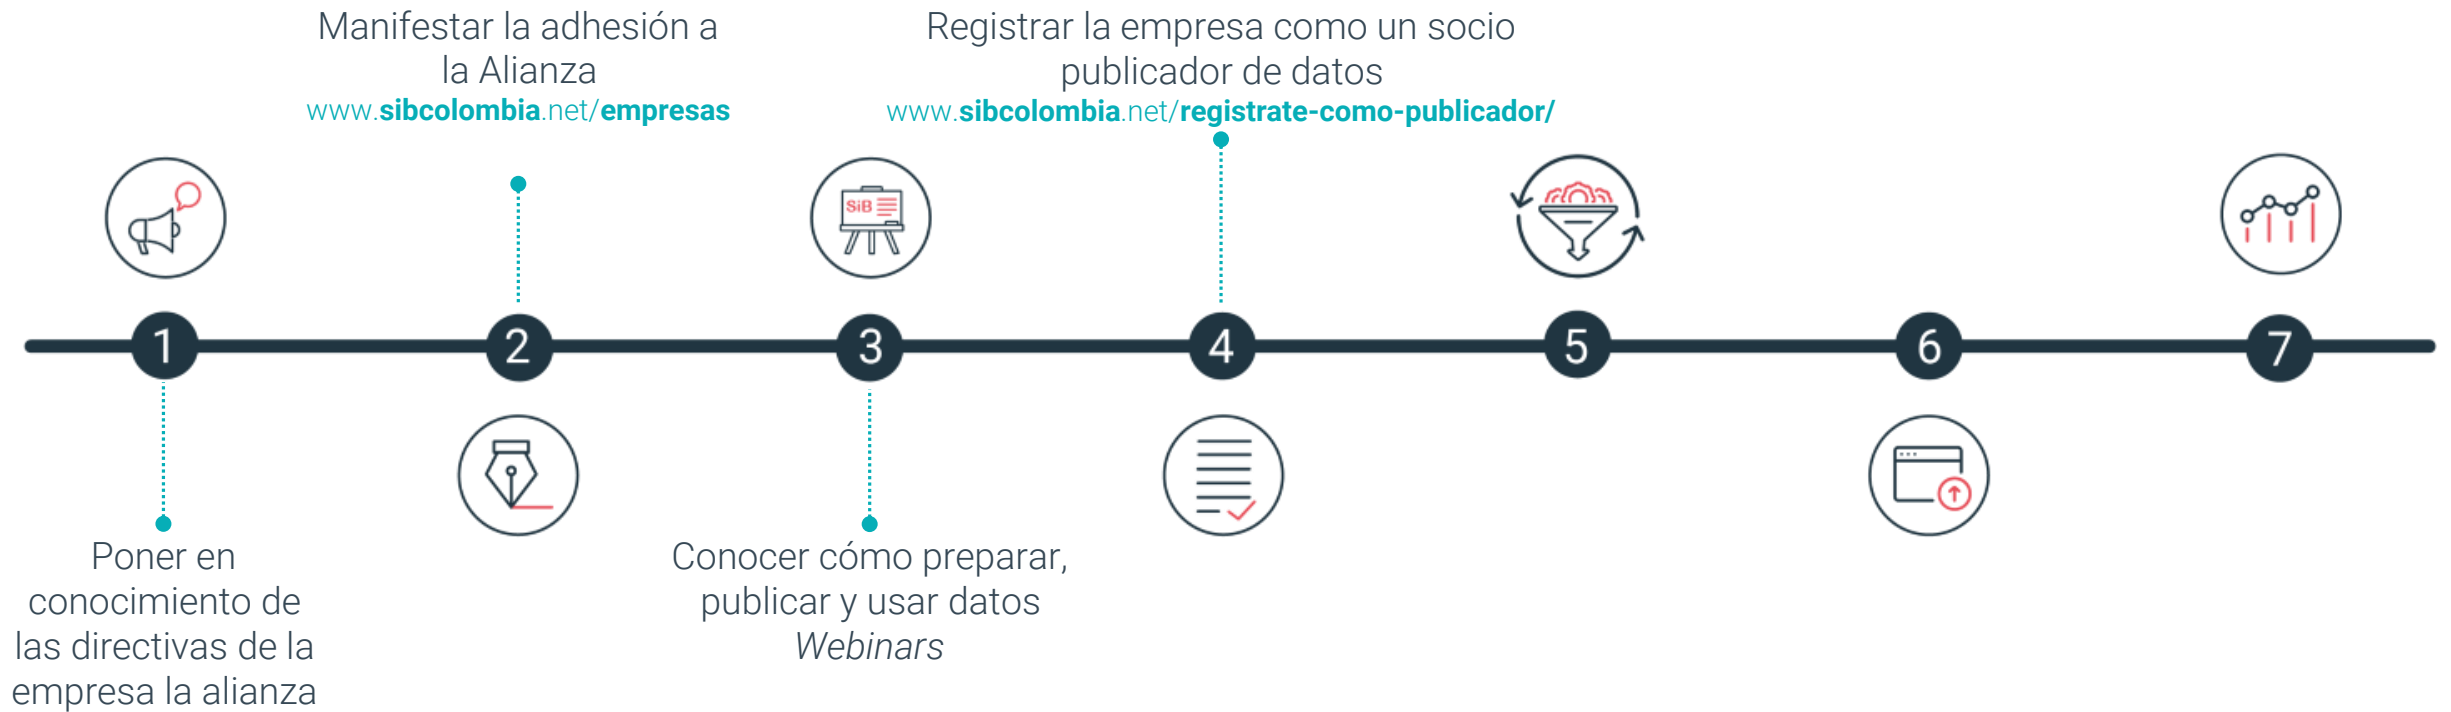 Manifestar la adhesión a
la Alianza
www.sibcolombia.net/empresas
Registrar la empresa como un socio
publicador de datos
www.sibcolombia.net/registrate-como-publicador/
SiB
1
2
3
4
5
6
7
Poner en
conocimiento de
las directivas de la
empresa la alianza
Conocer cómo preparar,
publicar y usar datos
Webinars